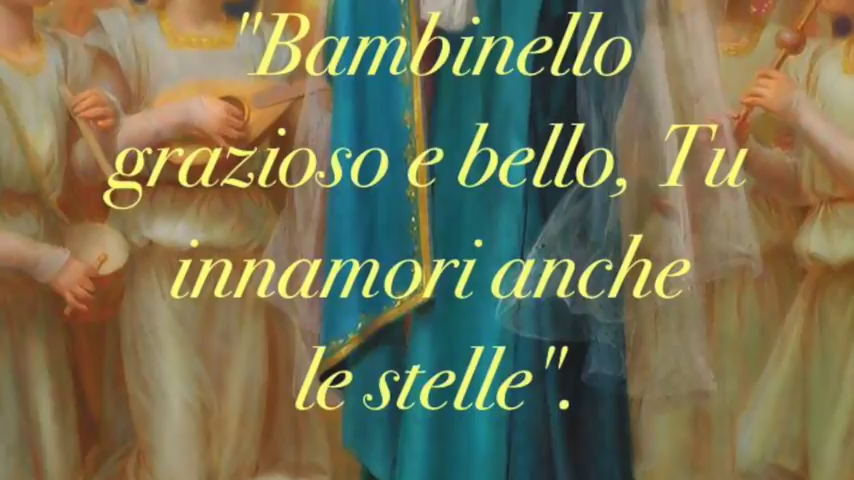 "Bambinello
grazioso e bello, Tu
innamori anche
le stelle".